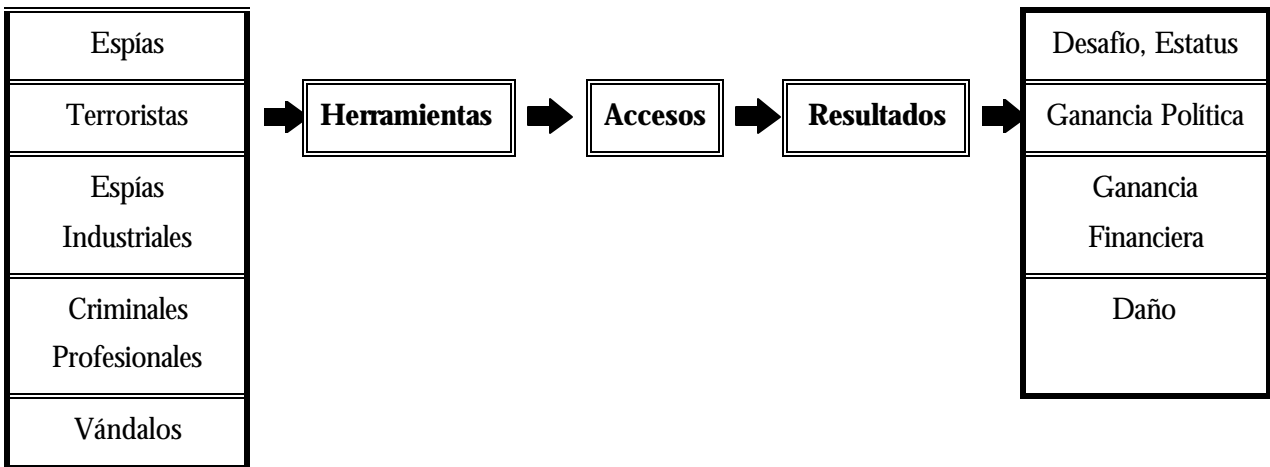 Espías
Terroristas
Espías
Industriales
Criminales
Profesionales
Vándalos
Herramientas
Accesos
Resultados
Desafío, Estatus
Ganancia Política
Ganancia
Financiera
Daño